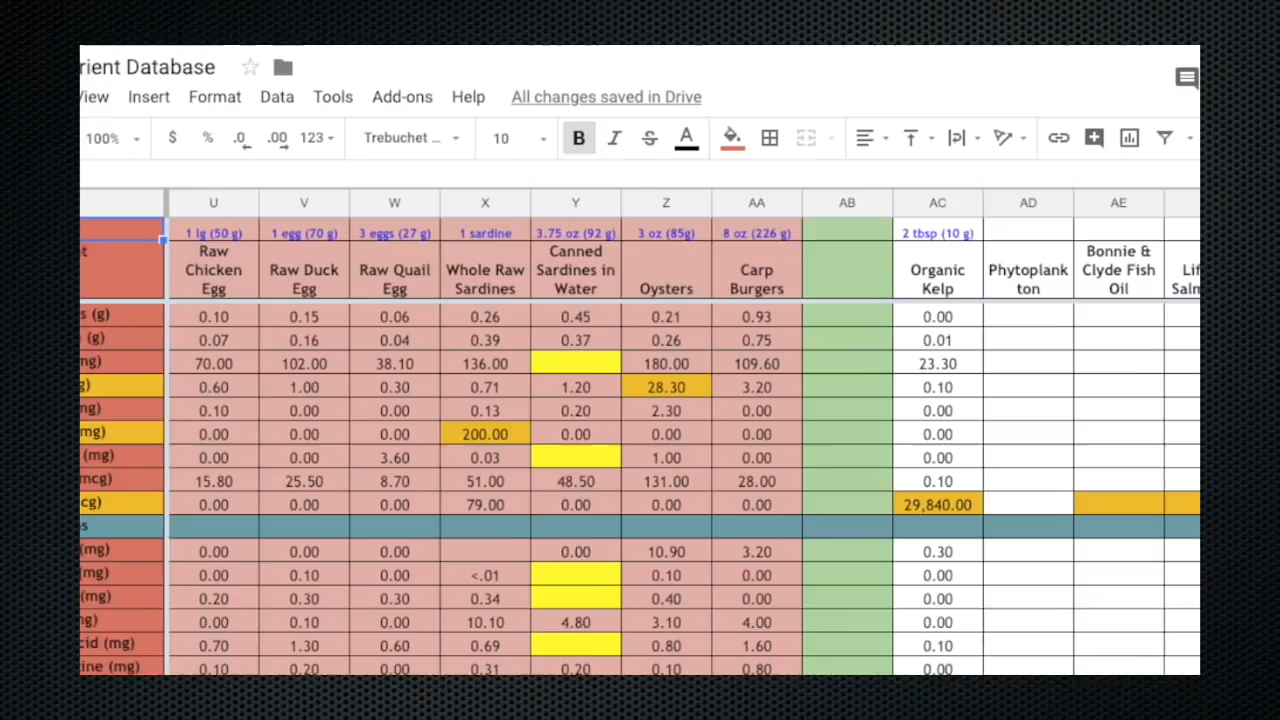 rient Database
View Insert Format Data Tools Add-ons Help All changes saved in Drive
100% $ % .0 .00 123 Trebuchet ... 10 B I S A
U V W X Y Z AA AB AC AD AE
1 lg (50 g) 1 egg (70 g) 3 eggs (27 g) 1 sardine 3.75 oz (92 g) 3 oz (85g) 8 oz (226 g) 2 tbsp (10 g)
t Raw Chicken Egg Raw Duck Egg Raw Quail Egg Whole Raw Sardines Canned Sardines in Water Oysters Carp Burgers Organic Kelp Phytoplankton Bonnie & Clyde Fish Oil Lif Salm
s (g) 0.10 0.15 0.06 0.26 0.45 0.21 0.93 0.00
(g) 0.07 0.16 0.04 0.39 0.37 0.26 0.75 0.01
mg) 70.00 102.00 38.10 136.00 180.00 109.60 23.30
g) 0.60 1.00 0.30 0.71 1.20 28.30 3.20 0.10
mg) 0.10 0.00 0.00 0.13 0.20 2.30 0.00 0.00
mg) 0.00 0.00 0.00 200.00 0.00 0.00 0.00 0.00
(mg) 0.00 0.00 3.60 0.03 1.00 0.00 0.00
mcg) 15.80 25.50 8.70 51.00 48.50 131.00 28.00 0.10
cg) 0.00 0.00 0.00 79.00 0.00 0.00 0.00 29,840.00
s
(mg) 0.00 0.00 0.00 0.00 10.90 3.20 0.30
(mg) 0.00 0.10 0.00 <.01 0.10 0.00 0.00
(mg) 0.20 0.30 0.30 0.34 0.40 0.00 0.00
mg) 0.00 0.10 0.00 10.10 4.80 3.10 4.00 0.00
cid (mg) 0.70 1.30 0.60 0.69 0.80 1.60 0.10
ine (mg) 0.10 0.20 0.00 0.31 0.20 0.10 0.80 0.00